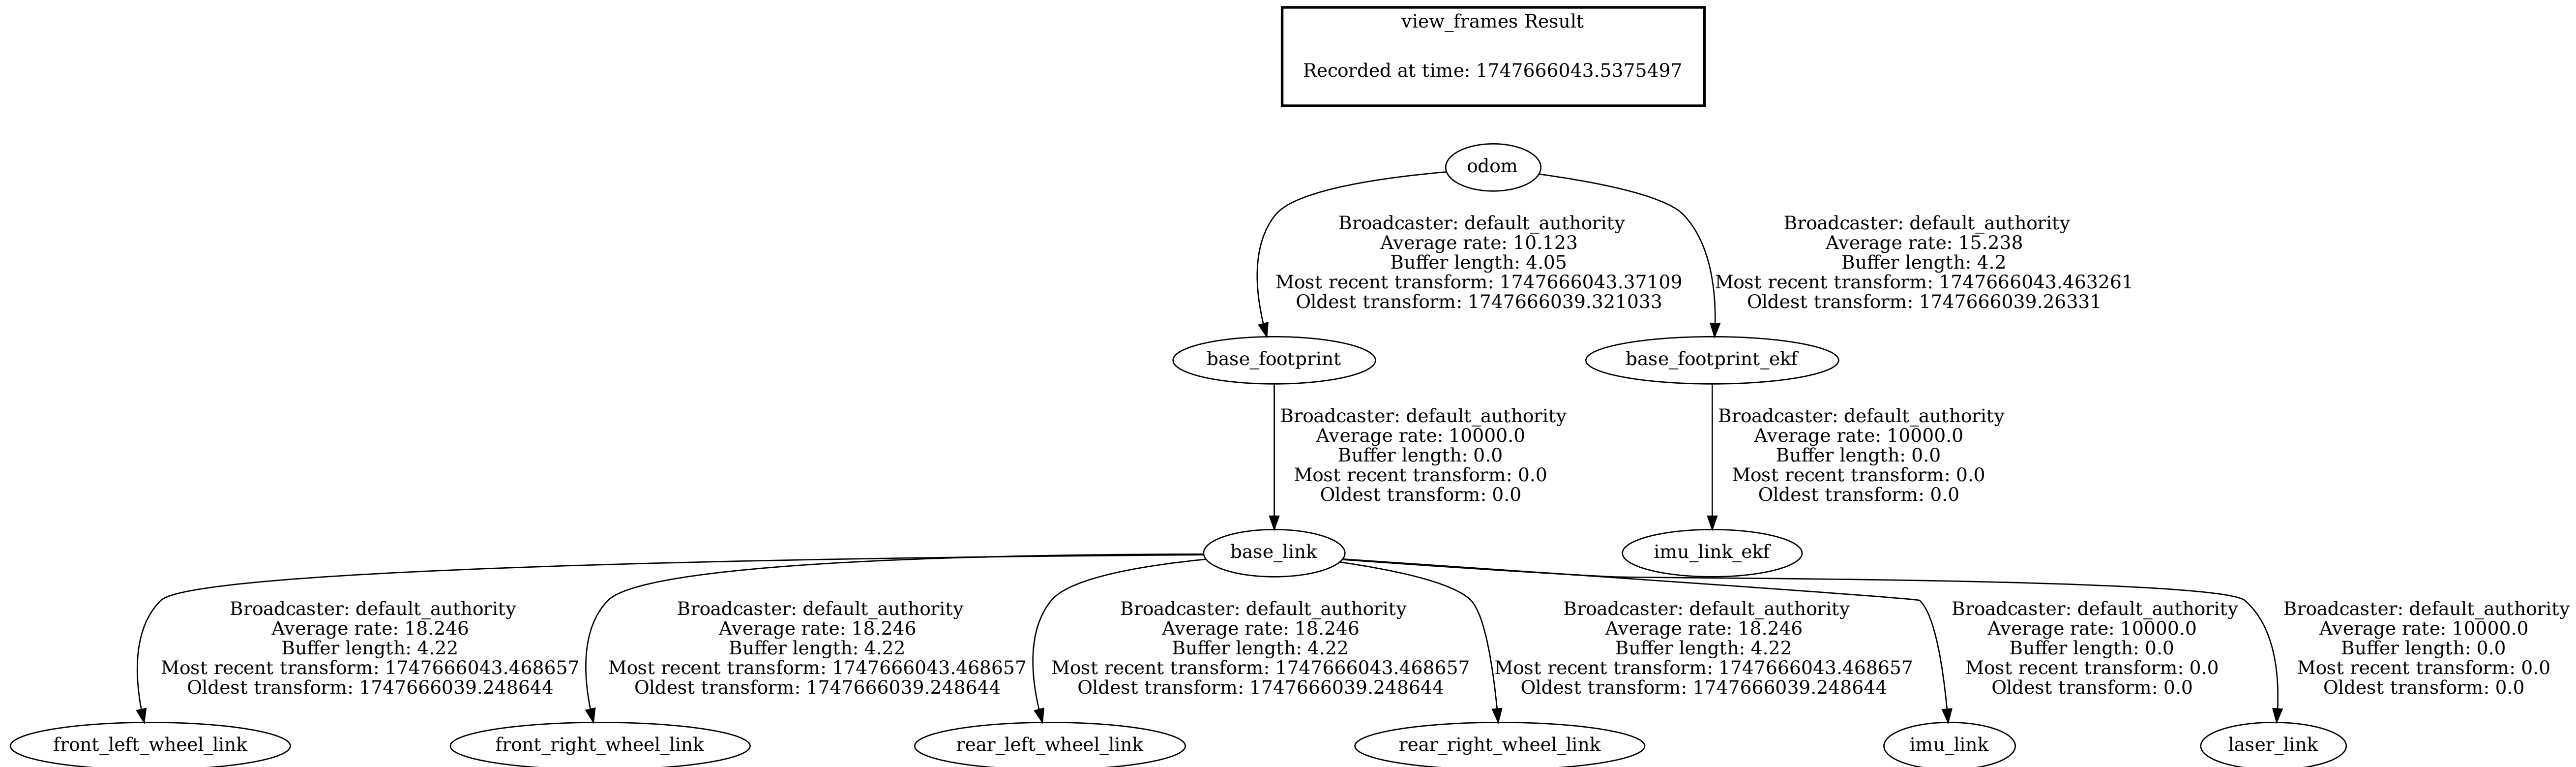 view_frames Result
Recorded at time: 1747666043.5375497
odom
Broadcaster: default_authority
Average rate: 10.123
Buffer length: 4.05
Most recent transform: 1747666043.37109
Oldest transform: 1747666039.321033
Broadcaster: default_authority
Average rate: 15.238
Buffer length: 4.2
Most recent transform: 1747666043.463261
Oldest transform: 1747666039.26331
base_footprint
base_footprint_ekf
Broadcaster: default_authority
Average rate: 10000.0
Buffer length: 0.0
Most recent transform: 0.0
Oldest transform: 0.0
Broadcaster: default_authority
Average rate: 10000.0
Buffer length: 0.0
Most recent transform: 0.0
Oldest transform: 0.0
base_link
imu_link_ekf
Broadcaster: default_authority
Average rate: 18.246
Buffer length: 4.22
Most recent transform: 1747666043.468657
Oldest transform: 1747666039.248644
Broadcaster: default_authority
Average rate: 18.246
Buffer length: 4.22
Most recent transform: 1747666043.468657
Oldest transform: 1747666039.248644
Broadcaster: default_authority
Average rate: 18.246
Buffer length: 4.22
Most recent transform: 1747666043.468657
Oldest transform: 1747666039.248644
Broadcaster: default_authority
Average rate: 18.246
Buffer length: 4.22
Most recent transform: 1747666043.468657
Oldest transform: 1747666039.248644
Broadcaster: default_authority
Average rate: 10000.0
Buffer length: 0.0
Most recent transform: 0.0
Oldest transform: 0.0
Broadcaster: default_authority
Average rate: 10000.0
Buffer length: 0.0
Most recent transform: 0.0
Oldest transform: 0.0
front_left_wheel_link
front_right_wheel_link
rear_left_wheel_link
rear_right_wheel_link
imu_link
laser_link